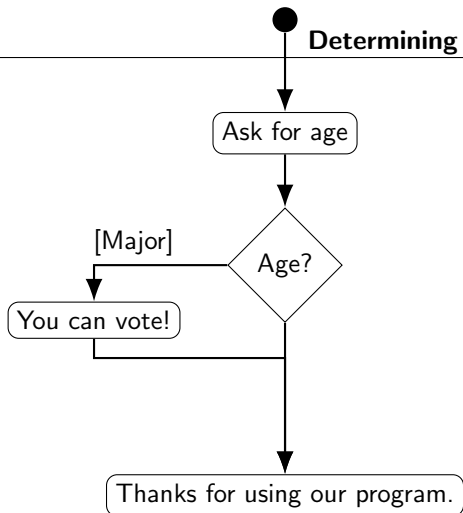 Determining
Ask for age
[Major]
Age?
You can vote!
Thanks for using our program.